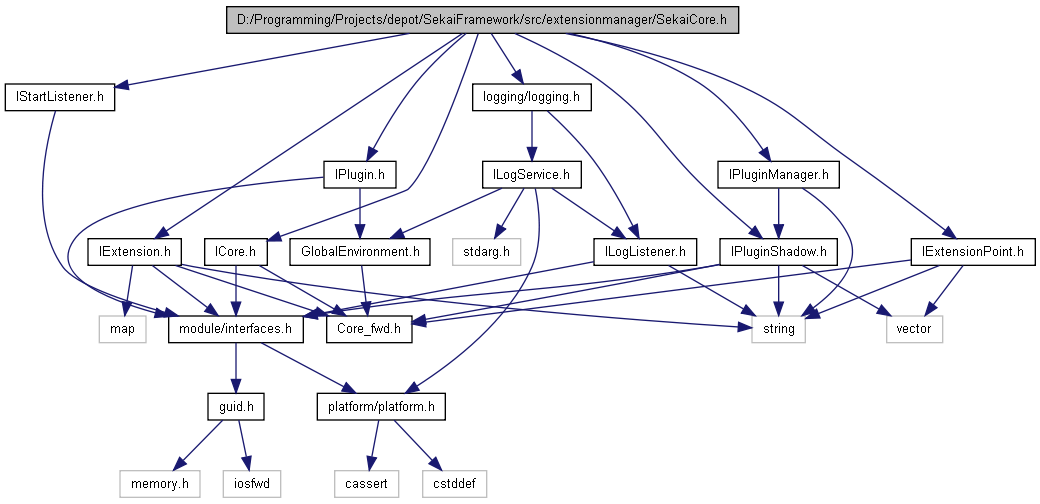 D:/Programming/Projects/depot/SekaiFramework/src/extensionmanager/SekaiCore.h
IStartListener.h
logging/logging.h
IPlugin.h
ILogService.h
IPluginManager.h
IExtension.h
ICore.h
GlobalEnvironment.h
stdarg.h
ILogListener.h
IPluginShadow.h
IExtensionPoint.h
map
module/interfaces.h
Core_fwd.h
string
vector
guid.h
platform/platform.h
memory.h
iosfwd
cassert
cstddef